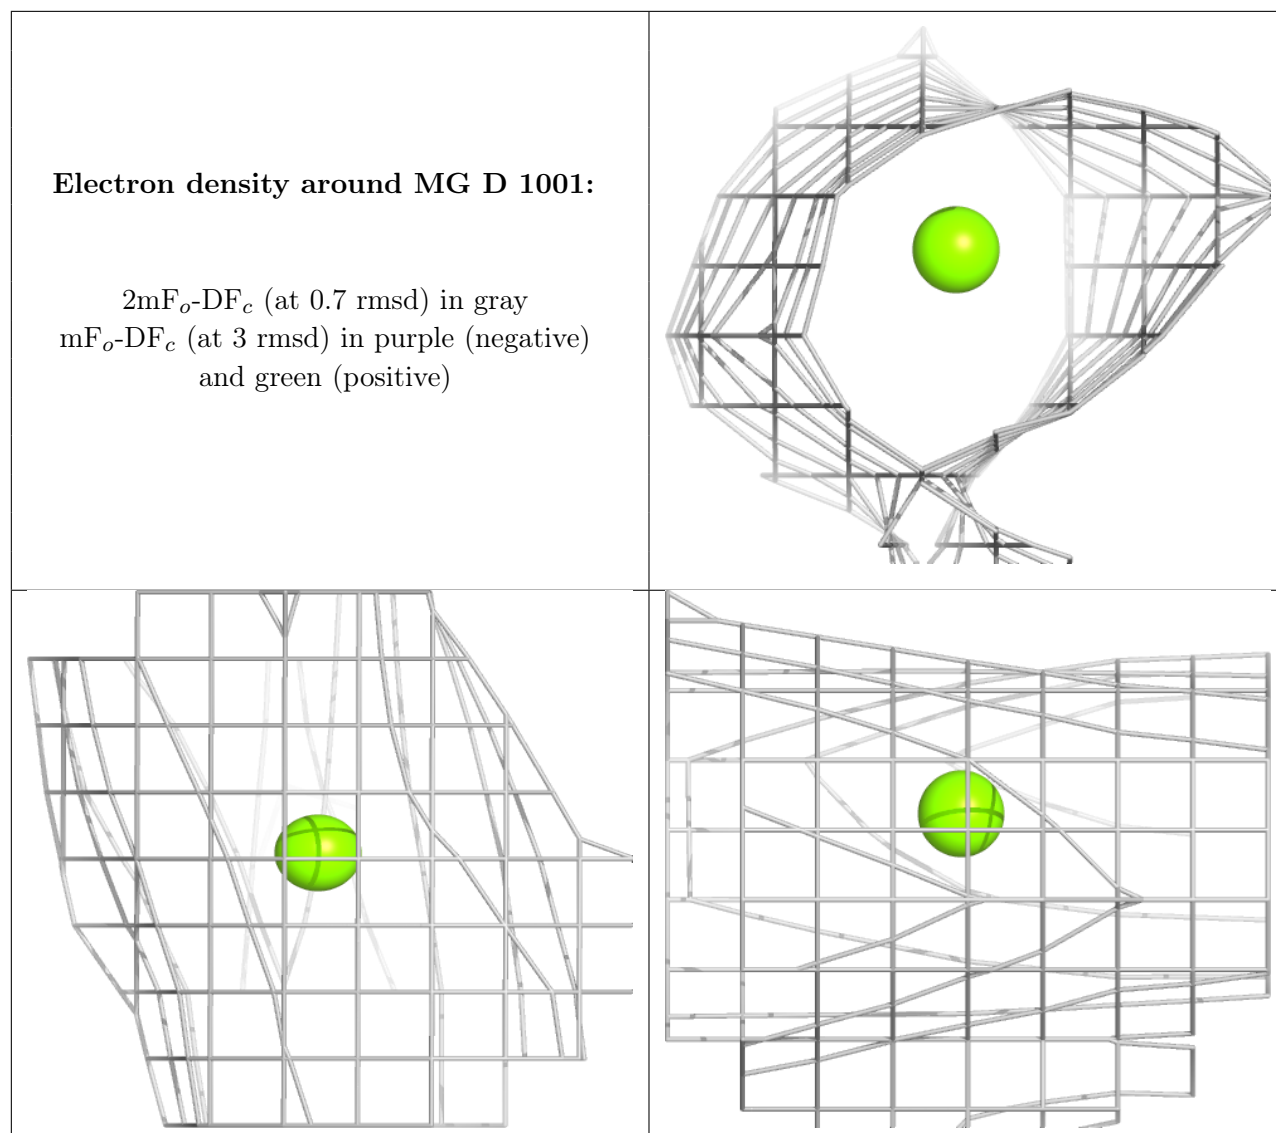 Electron density around MG D 1001:
2mFₒ-DF𝒸 (at 0.7 rmsd) in gray
mFₒ-DF𝒸 (at 3 rmsd) in purple (negative)
and green (positive)